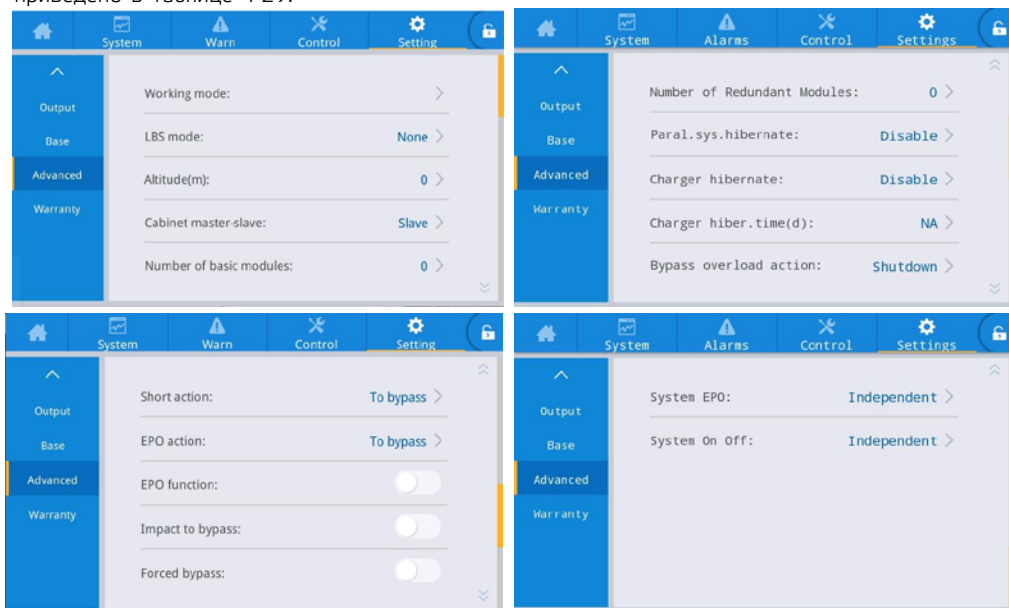 приведено в таблице 4-29.
System Warn Control Setting
Output
Base
Advanced
Warranty
Working mode:
LBS mode: None
Altitude(m): 0
Cabinet master-slave: Slave
Number of basic modules: 0
System Alarms Control Settings
Output
Base
Advanced
Warranty
Number of Redundant Modules: 0
Paral.sys.hibernate: Disable
Charger hibernate: Disable
Charger hiber.time(d): NA
Bypass overload action: Shutdown
System Warn Control Setting
Output
Base
Advanced
Warranty
Short action: To bypass
EPO action: To bypass
EPO function:
Impact to bypass:
Forced bypass:
System Alarms Control Settings
Output
Base
Advanced
Warranty
System EPO: Independent
System On Off: Independent